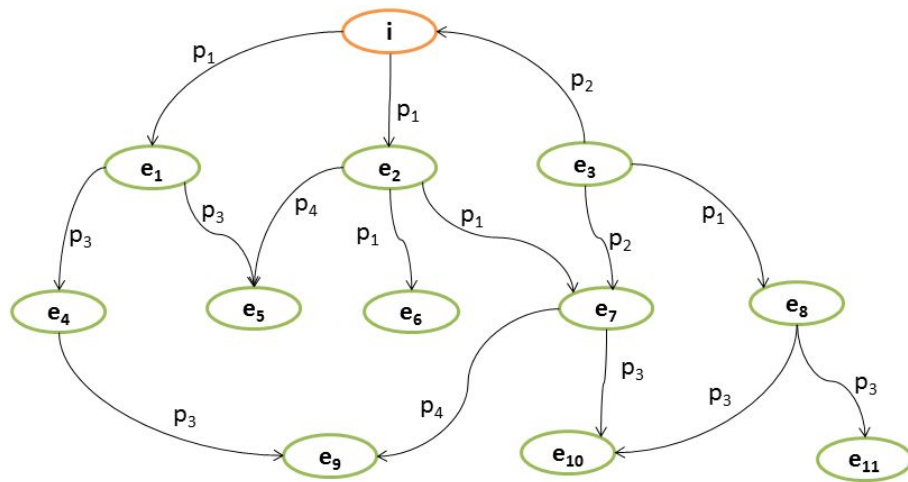 i
p₁
p₁
p₂
e₁
e₂
e₃
p₃
p₃
p₄
p₁
p₁
p₂
p₁
e₄
e₅
e₆
e₇
e₈
p₃
p₄
p₃
p₃
p₃
e₉
e₁₀
e₁₁